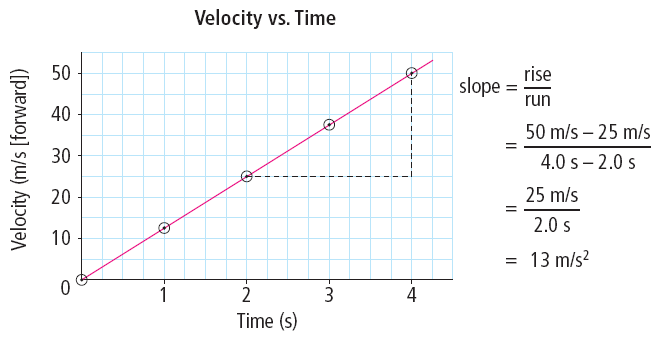 Velocity vs. Time
Velocity (m/s [forward])
50
40
30
20
10
0
1 2 3 4
Time (s)
slope = rise
run
= 50 m/s – 25 m/s
4.0 s – 2.0 s
= 25 m/s
2.0 s
= 13 m/s²